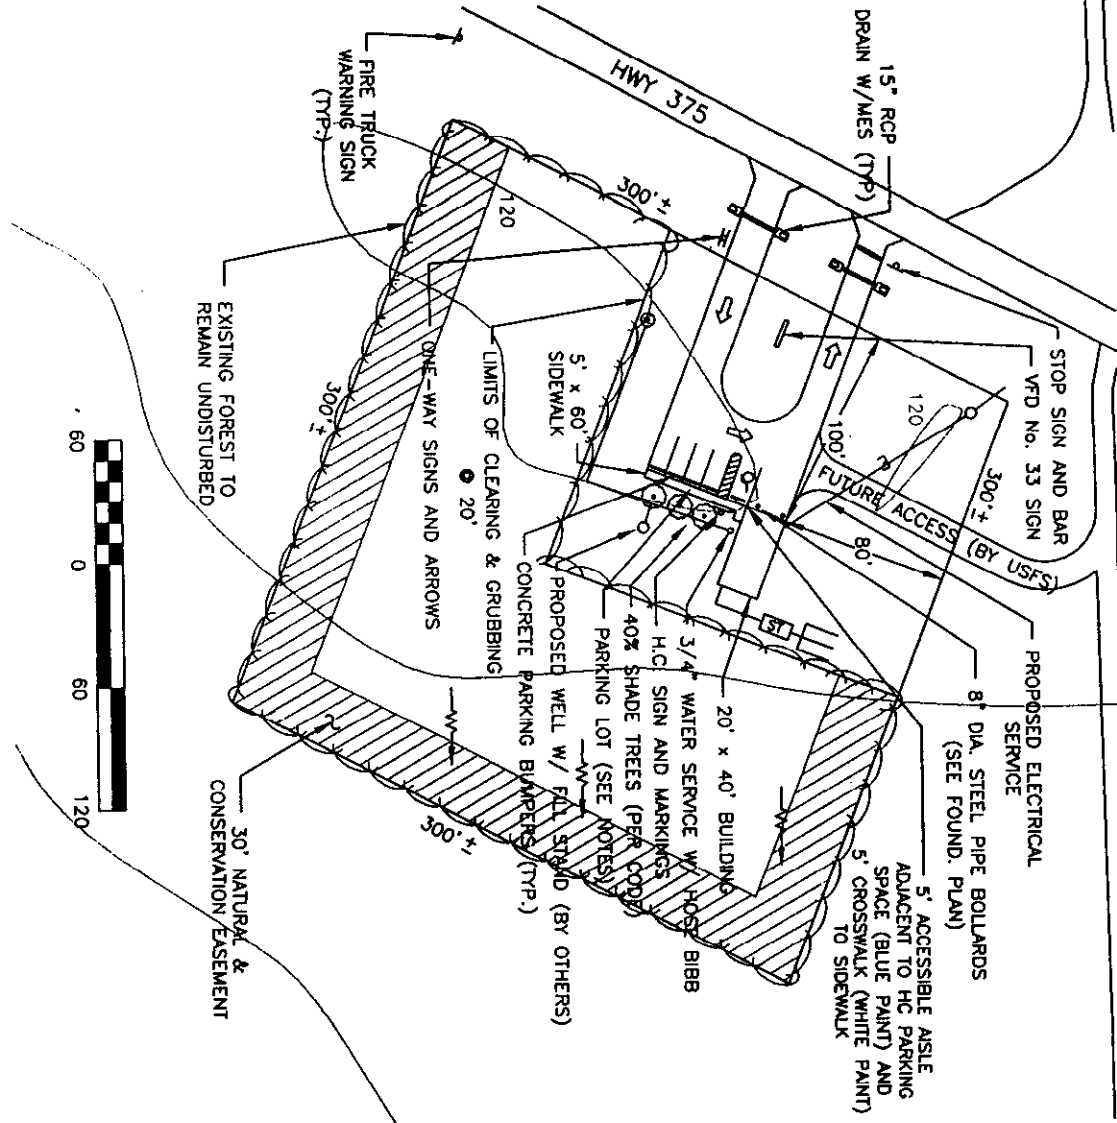 HWY 375
15" RCP
DRAIN W/MES (TYP.)
FIRE TRUCK
WARNING SIGN
(TYP.)
STOP SIGN AND BAR
VFD No. 33 SIGN
300' ±
120
120
300' ±
100'
FUTURE ACCESS (BY USFS)
80'
PROPOSED ELECTRICAL
SERVICE
8" DIA. STEEL PIPE BOLLARDS
(SEE FOUND. PLAN)
5' ACCESSIBLE AISLE
ADJACENT TO HC PARKING
SPACE (BLUE PAINT) AND
5' CROSSWALK (WHITE PAINT)
TO SIDEWALK
20' x 40' BUILDING
3/4" WATER SERVICE W/ HOSE BIBB
H.C. SIGN AND MARKINGS
40% SHADE TREES (PER CODE)
PARKING LOT (SEE NOTES)
PROPOSED WELL W/ FILL STAND (BY OTHERS)
CONCRETE PARKING BUMPERS (TYP.)
5' x 60'
SIDEWALK
LIMITS OF CLEARING & GRUBBING
@ 20'
ONE-WAY SIGNS AND ARROWS
ST
EXISTING FOREST TO
REMAIN UNDISTURBED
300' ±
300' ±
30' NATURAL &
CONSERVATION EASEMENT
60 0 60 120